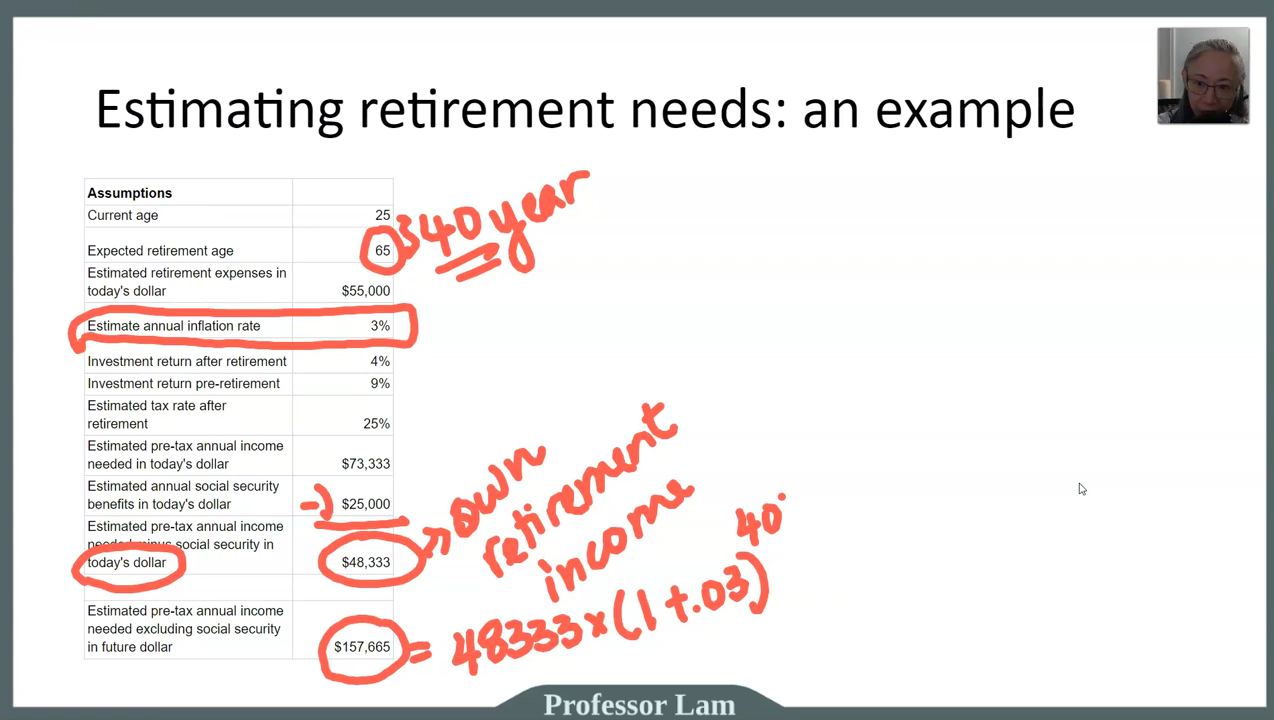 Estimating retirement needs: an example
Assumptions
Current age 25
Expected retirement age 65
40 year
Estimated retirement expenses in
today's dollar $55,000
Estimate annual inflation rate 3%
Investment return after retirement 4%
Investment return pre-retirement 9%
Estimated tax rate after
retirement 25%
Estimated pre-tax annual income
needed in today's dollar $73,333
Estimated annual social security
benefits in today's dollar $25,000
Estimated pre-tax annual income
needed minus social security in
today's dollar $48,333
own
retirement
income
Estimated pre-tax annual income
needed excluding social security
in future dollar $157,665
= 48333 x (1 + .03) 40
Professor Lam